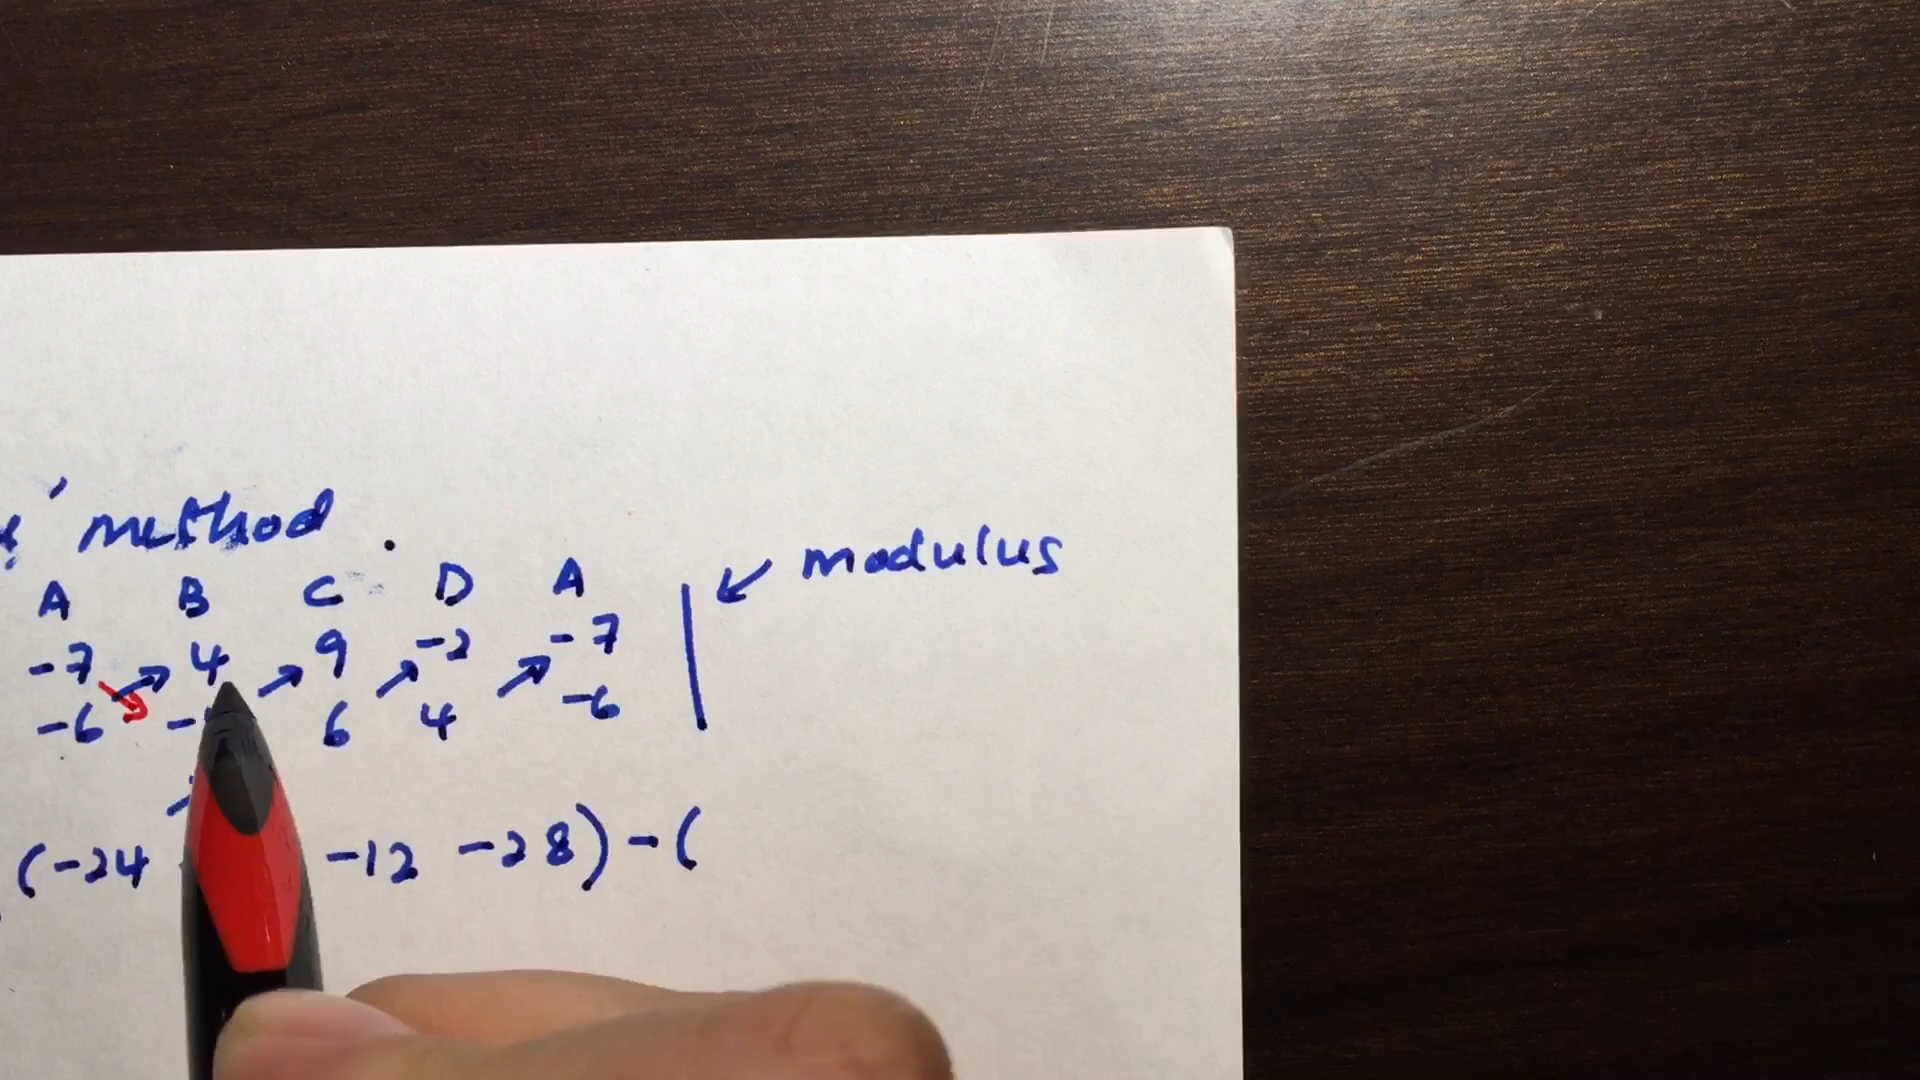 ' method.
modulus
A B C D A
-7 4 9 -2 -7
-6 - 6 4 -6
(-24 -12 -28) - (